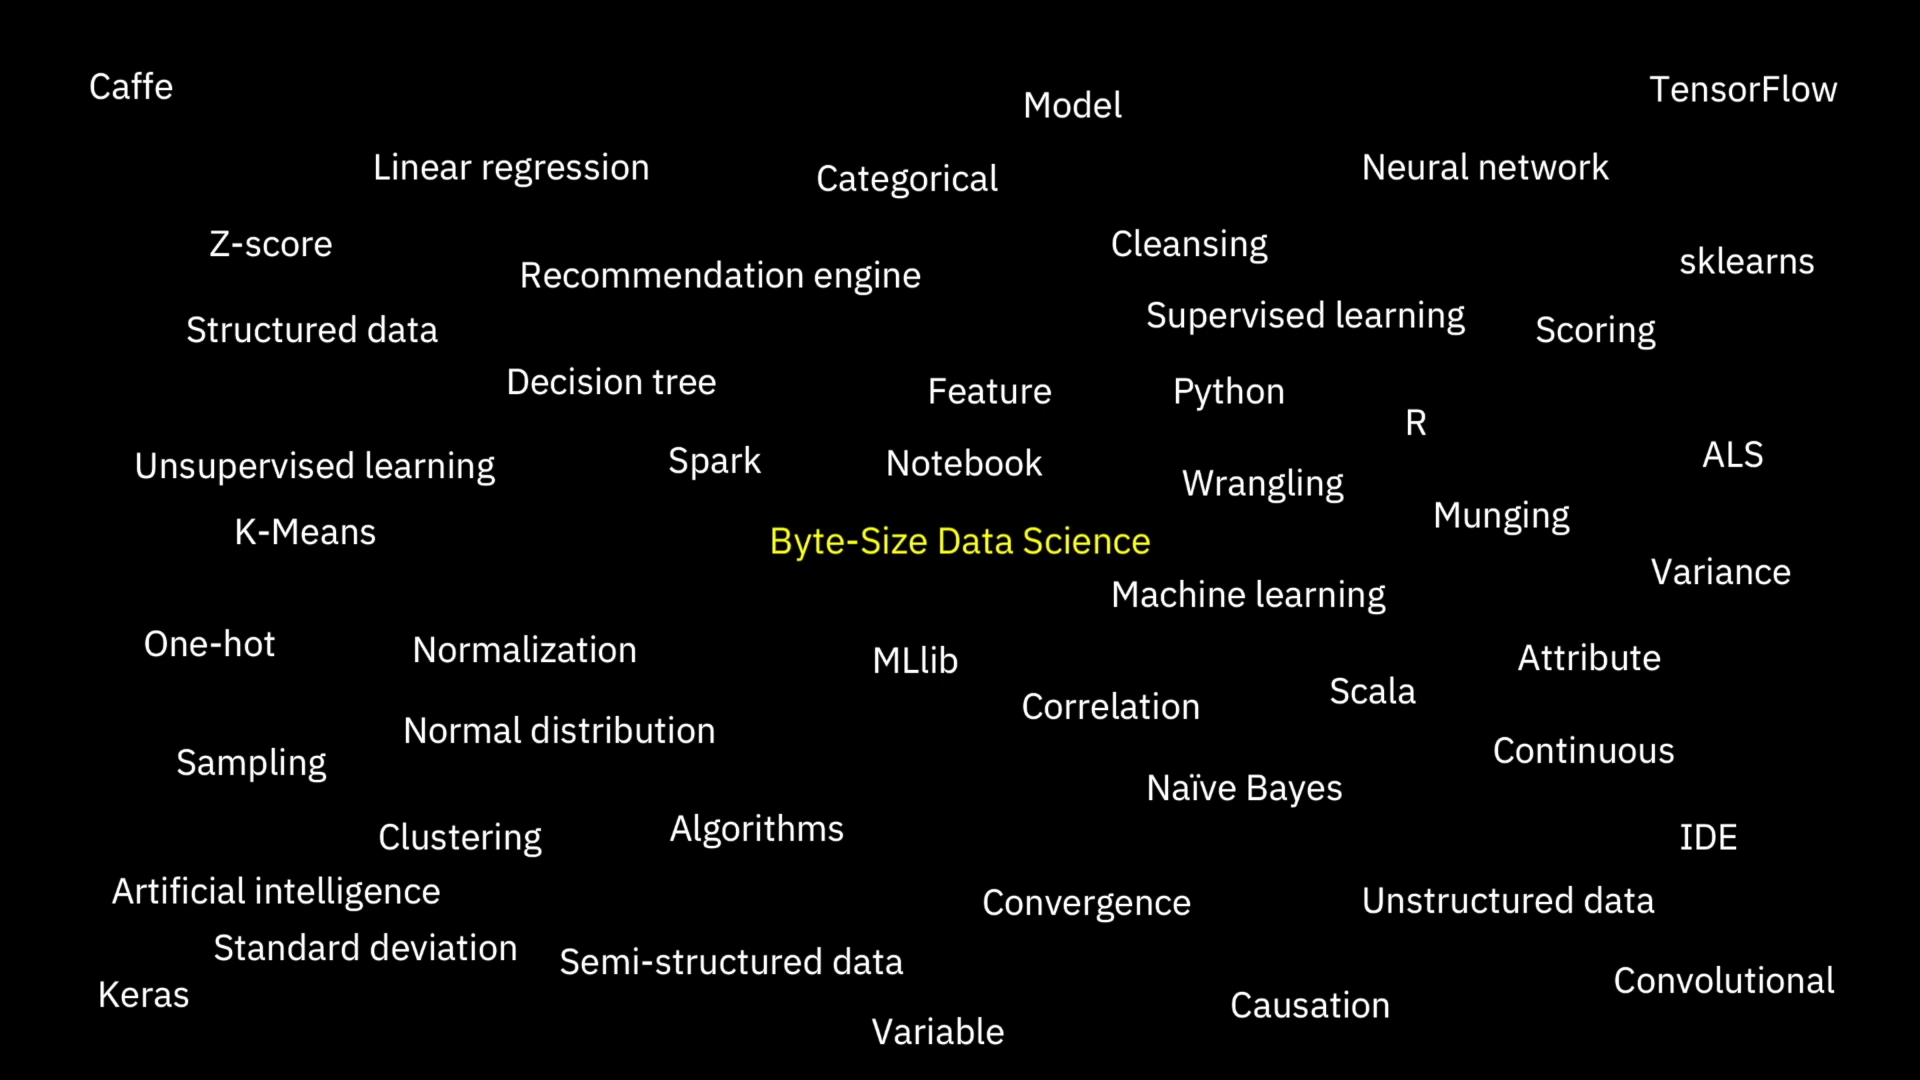 Caffe
Model
TensorFlow
Linear regression
Categorical
Neural network
Z-score
Recommendation engine
Cleansing
sklearns
Structured data
Supervised learning
Scoring
Decision tree
Feature
Python
R
Unsupervised learning
Spark
Notebook
Wrangling
ALS
K-Means
Byte-Size Data Science
Munging
Variance
Machine learning
One-hot
Normalization
MLlib
Attribute
Correlation
Scala
Normal distribution
Sampling
Continuous
Naïve Bayes
Clustering
Algorithms
IDE
Artificial intelligence
Convergence
Unstructured data
Standard deviation
Semi-structured data
Keras
Convolutional
Causation
Variable